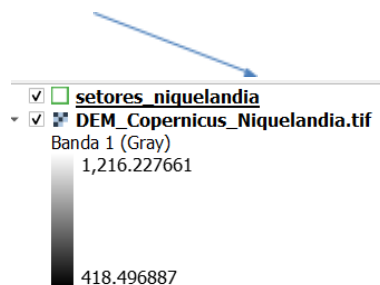 setores_niquelandia
DEM_Copernicus_Niquelandia.tif
Banda 1 (Gray)
1,216.227661
418.496887